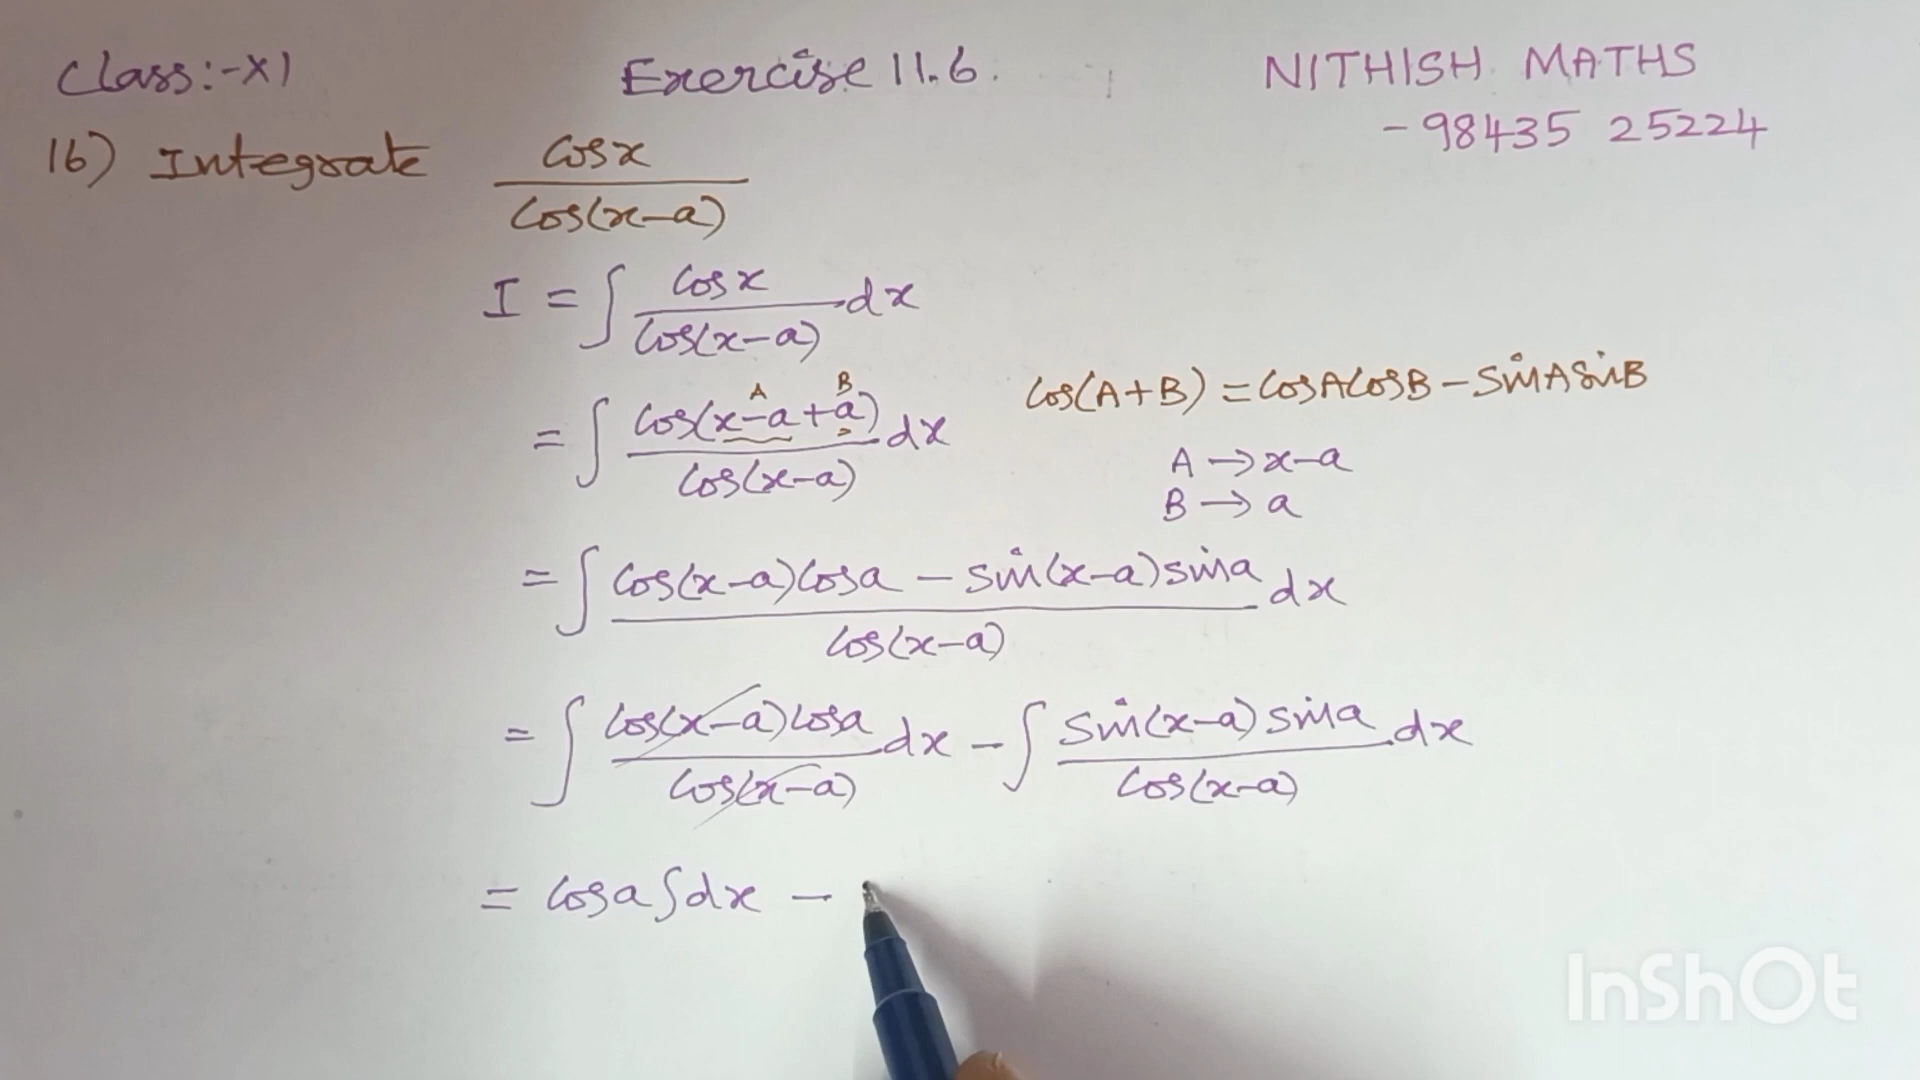 Class:-XI Exercise 11.6. NITHISH MATHS
- 98435 25224
16) Integrate cosx / cos(x-a)
I = ∫ cosx / cos(x-a) dx
= ∫ cos(x-a+a) / cos(x-a) dx
A B
cos(A+B) = cosAcosB - sinAsinB
A → x-a
B → a
= ∫ cos(x-a)cosa - sin(x-a)sina / cos(x-a) dx
= ∫ cos(x-a)cosa / cos(x-a) dx - ∫ sin(x-a)sina / cos(x-a) dx
= cosa∫dx -
InShOt